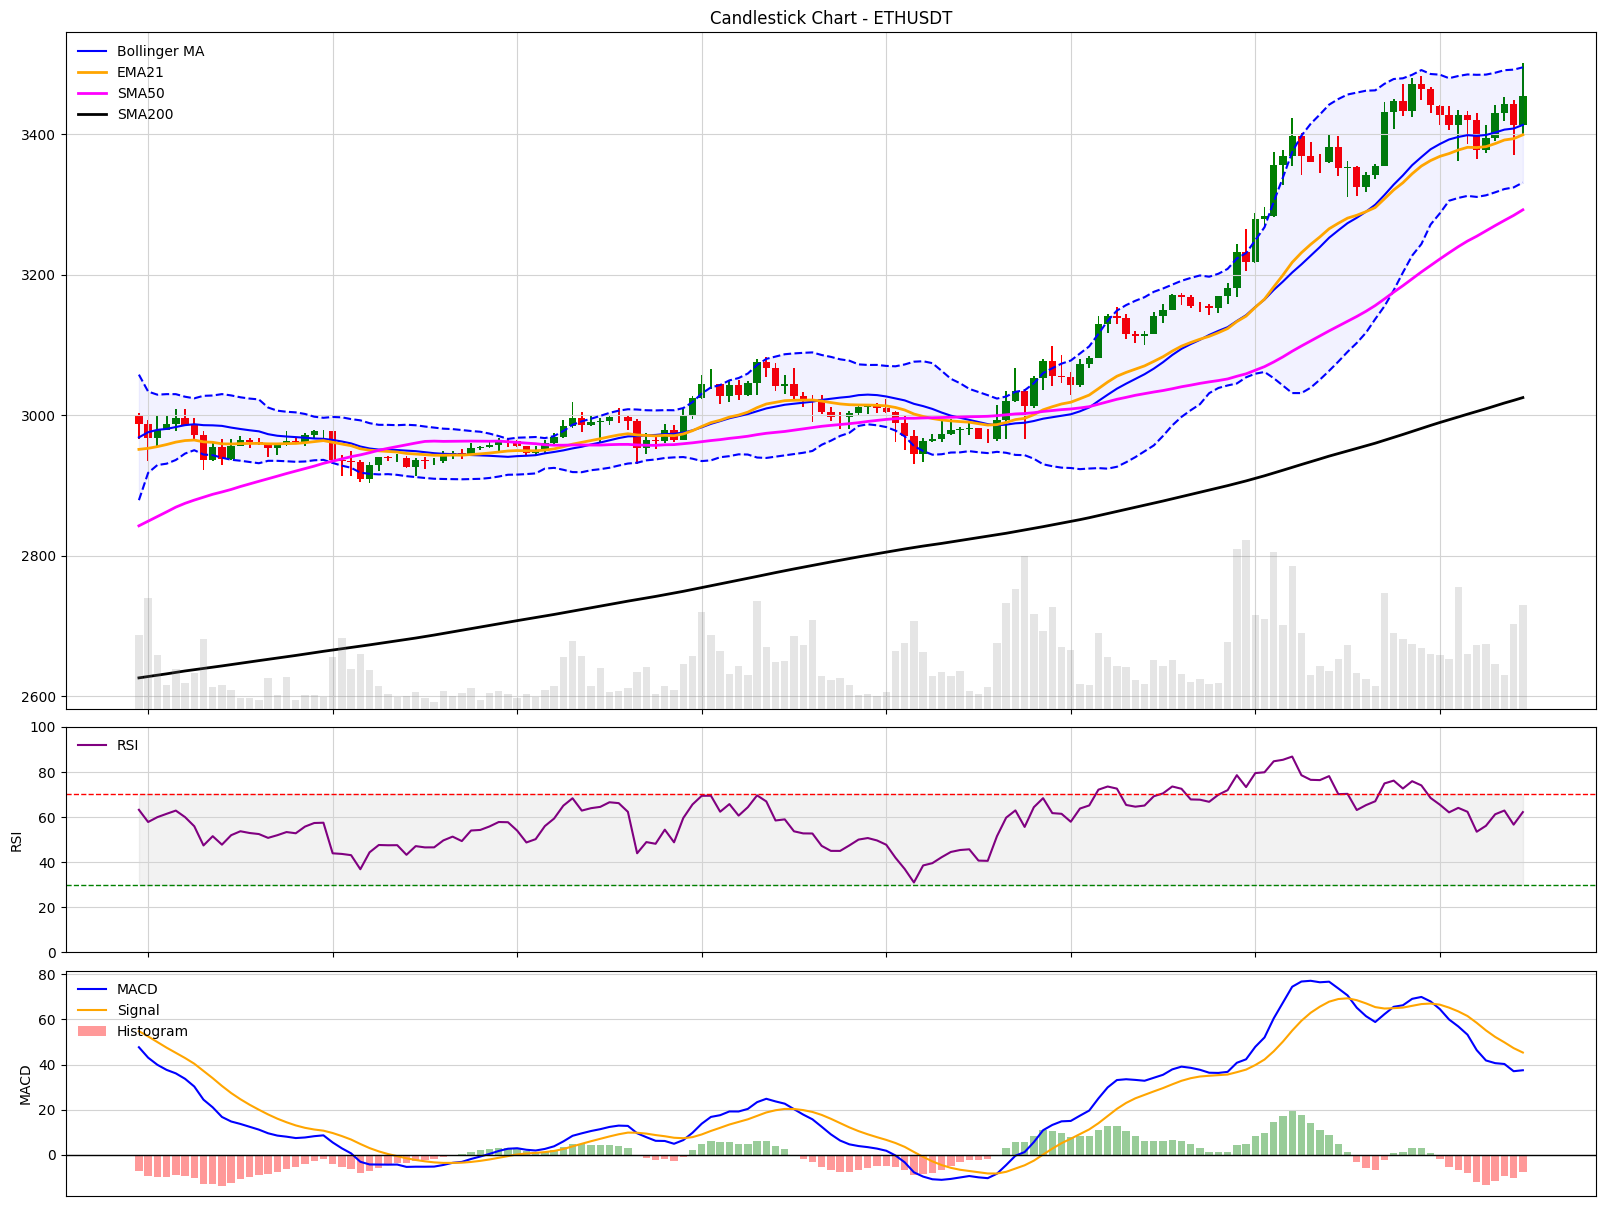 Candlestick Chart - ETHUSDT
Bollinger MA
EMA21
SMA50
SMA200
3400
3200
3000
2800
2600
100
80
60
40
20
0
RSI
RSI
80
60
40
20
0
MACD
MACD
Signal
Histogram